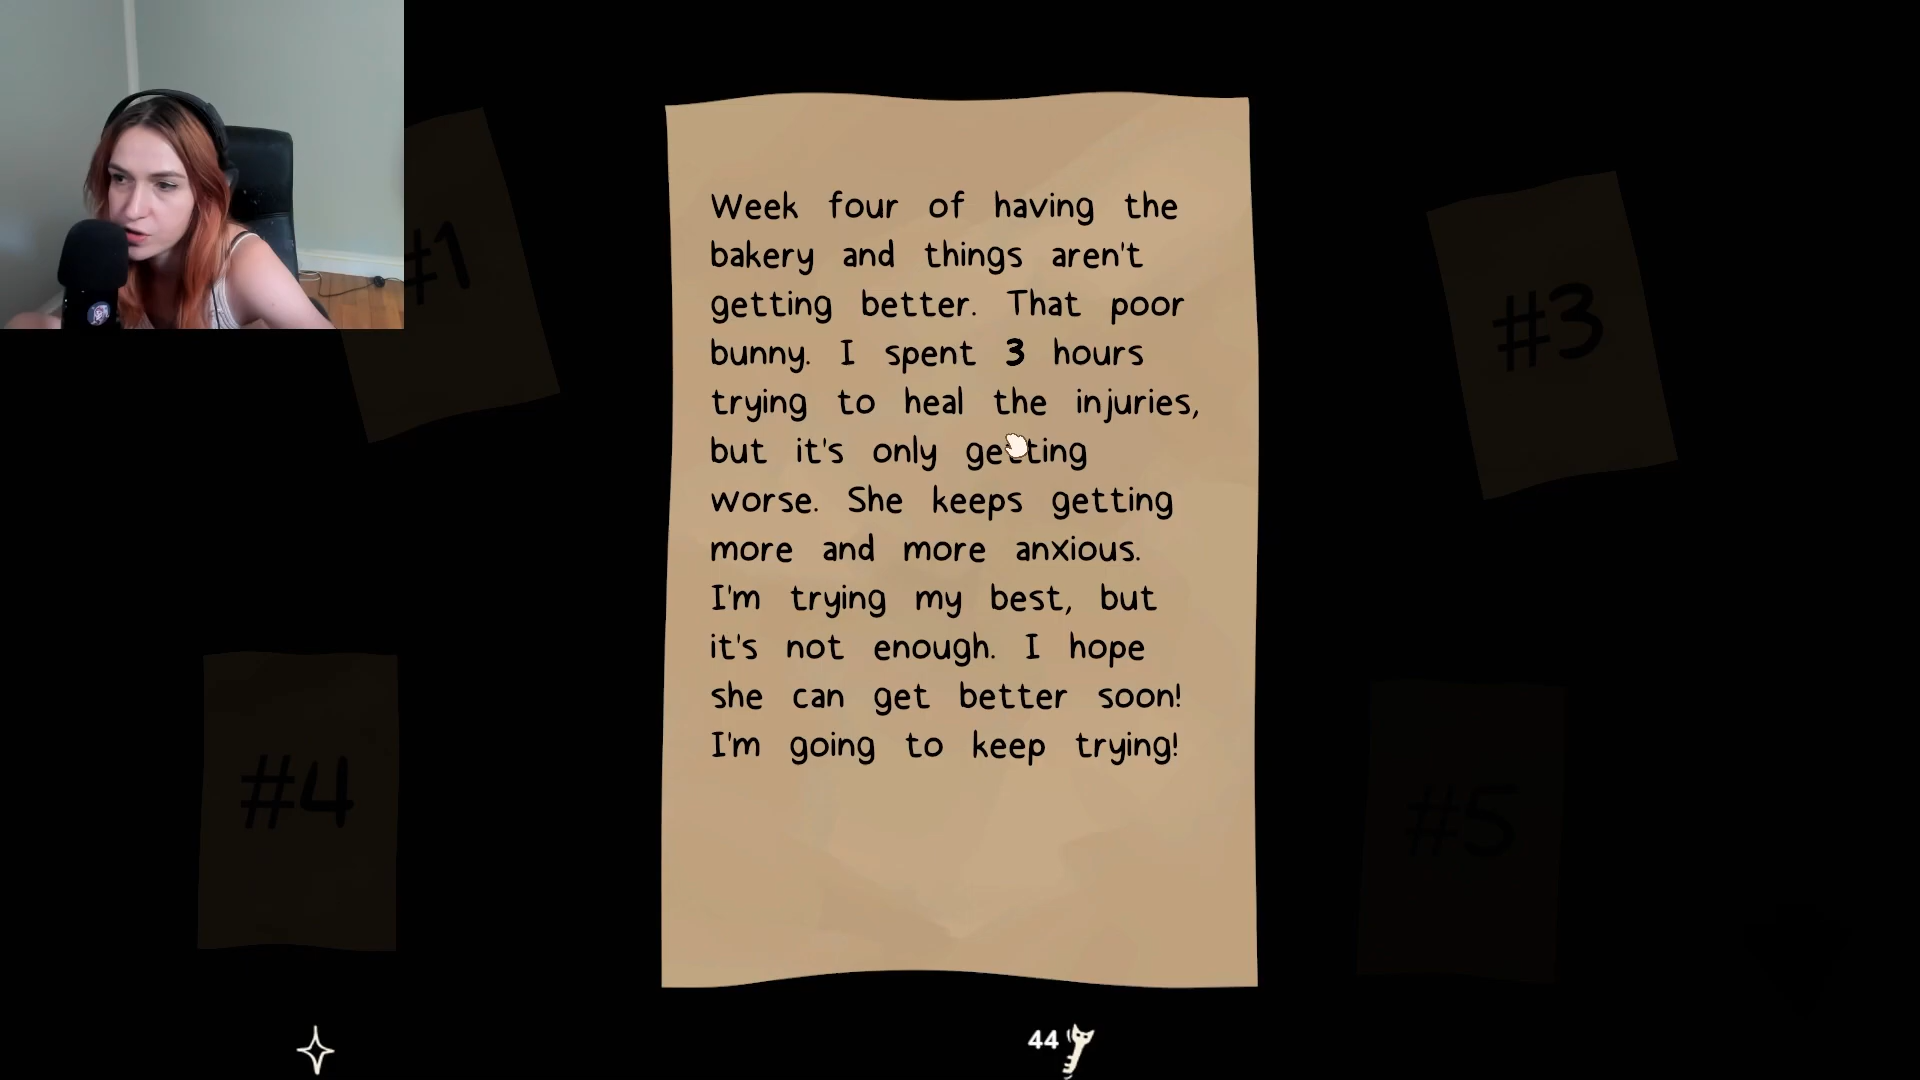 #1
Week four of having the
bakery and things aren't
getting better. That poor
bunny. I spent 3 hours
trying to heal the injuries,
but it's only getting
worse. She keeps getting
more and more anxious.
I'm trying my best, but
it's not enough. I hope
she can get better soon!
I'm going to keep trying!
#3
#4
#5
44